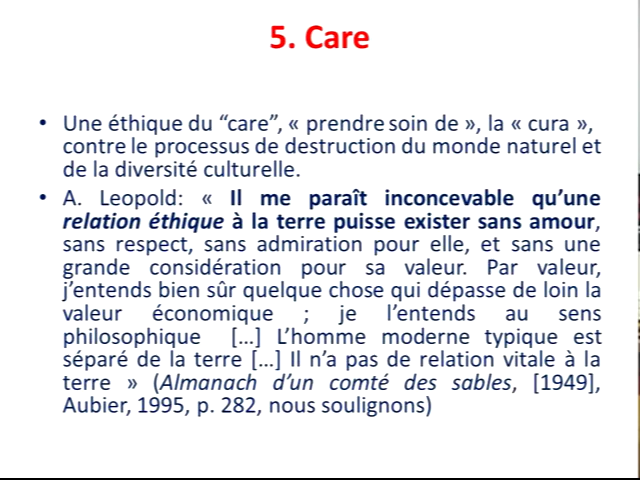 5. Care
• Une éthique du “care”, « prendre soin de », la « cura »,
contre le processus de destruction du monde naturel et
de la diversité culturelle.
• A. Leopold: « Il me paraît inconcevable qu’une
relation éthique à la terre puisse exister sans amour,
sans respect, sans admiration pour elle, et sans une
grande considération pour sa valeur. Par valeur,
j’entends bien sûr quelque chose qui dépasse de loin la
valeur économique ; je l’entends au sens
philosophique […] L’homme moderne typique est
séparé de la terre […] Il n’a pas de relation vitale à la
terre » (Almanach d’un comté des sables, [1949],
Aubier, 1995, p. 282, nous soulignons)